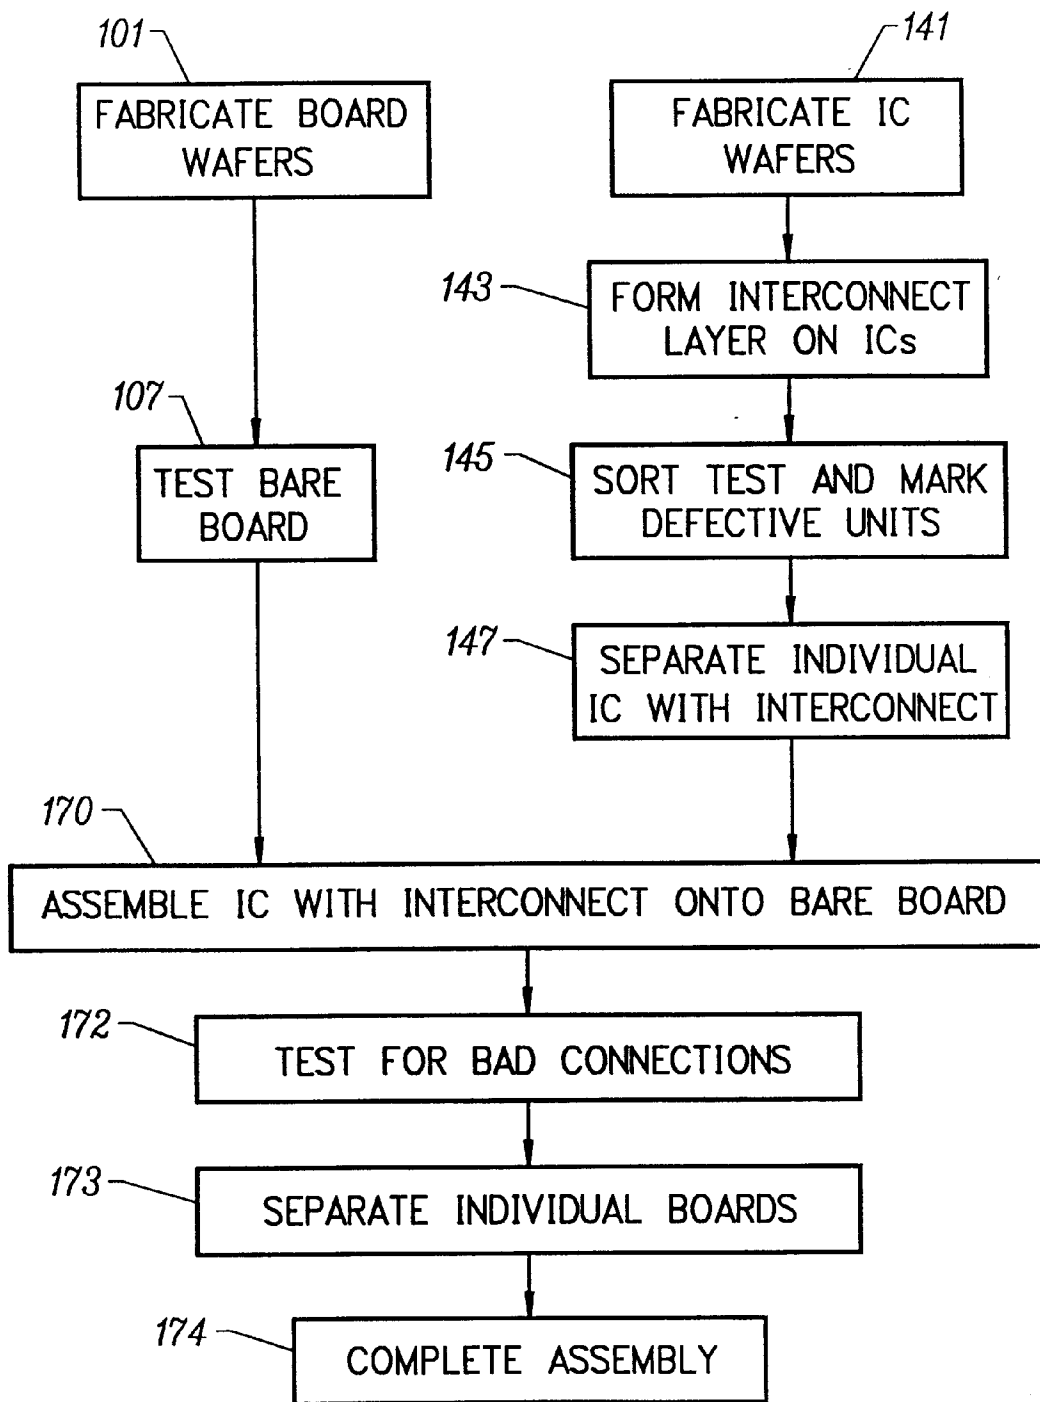 101
FABRICATE BOARD
WAFERS
141
FABRICATE IC
WAFERS
143
FORM INTERCONNECT
LAYER ON ICs
107
TEST BARE
BOARD
145
SORT TEST AND MARK
DEFECTIVE UNITS
147
SEPARATE INDIVIDUAL
IC WITH INTERCONNECT
170
ASSEMBLE IC WITH INTERCONNECT ONTO BARE BOARD
172
TEST FOR BAD CONNECTIONS
173
SEPARATE INDIVIDUAL BOARDS
174
COMPLETE ASSEMBLY